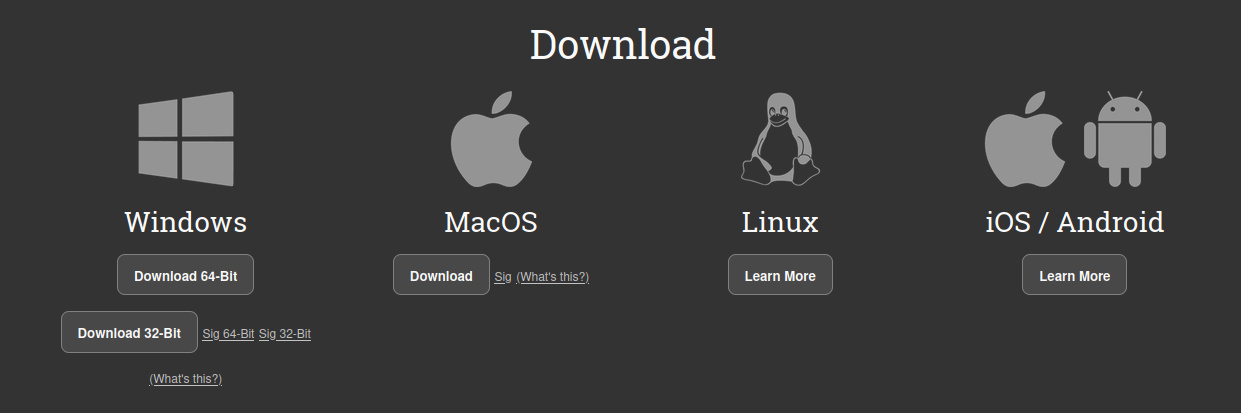 Download
Windows
MacOS
Linux
iOS / Android
Download 64-Bit
Download
Sig
(What's this?)
Learn More
Learn More
Download 32-Bit
Sig 64-Bit
Sig 32-Bit
(What's this?)